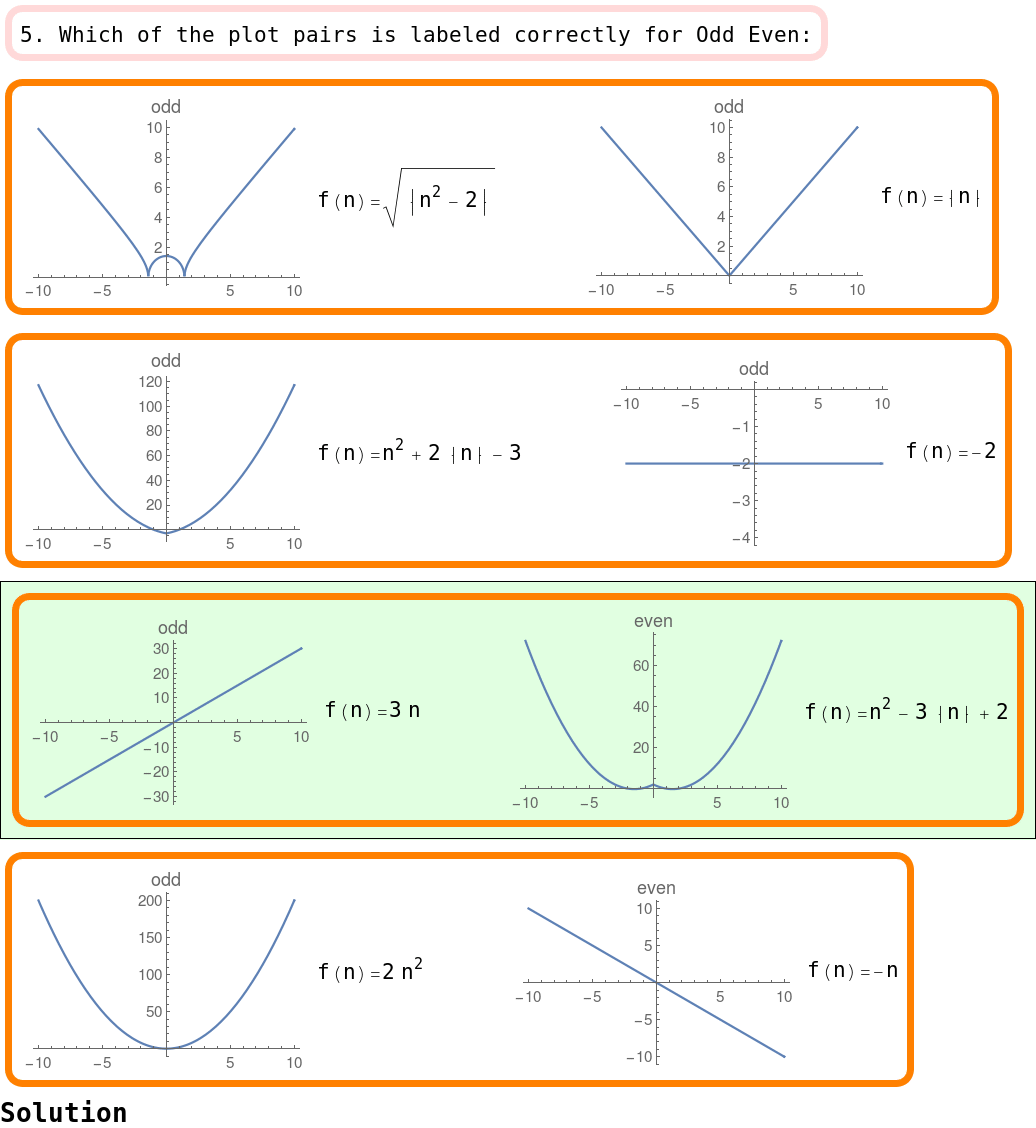 5. Which of the plot pairs is labeled correctly for Odd Even:
odd
10
8
6
4
2
−10 −5 5 10
f(n)=√|n² − 2|
odd
10
8
6
4
2
−10 −5 5 10
f(n)=|n|
odd
120
100
80
60
40
20
−10 −5 5 10
f(n)=n² + 2 |n| − 3
odd
−10 −5 5 10
−1
−2
−3
−4
f(n)=−2
odd
30
20
10
−10 −5 5 10
−10
−20
−30
f(n)=3 n
even
60
40
20
−10 −5 5 10
f(n)=n² − 3 |n| + 2
odd
200
150
100
50
−10 −5 5 10
f(n)=2 n²
even
10
5
−10 −5 5 10
−5
−10
f(n)=−n
Solution